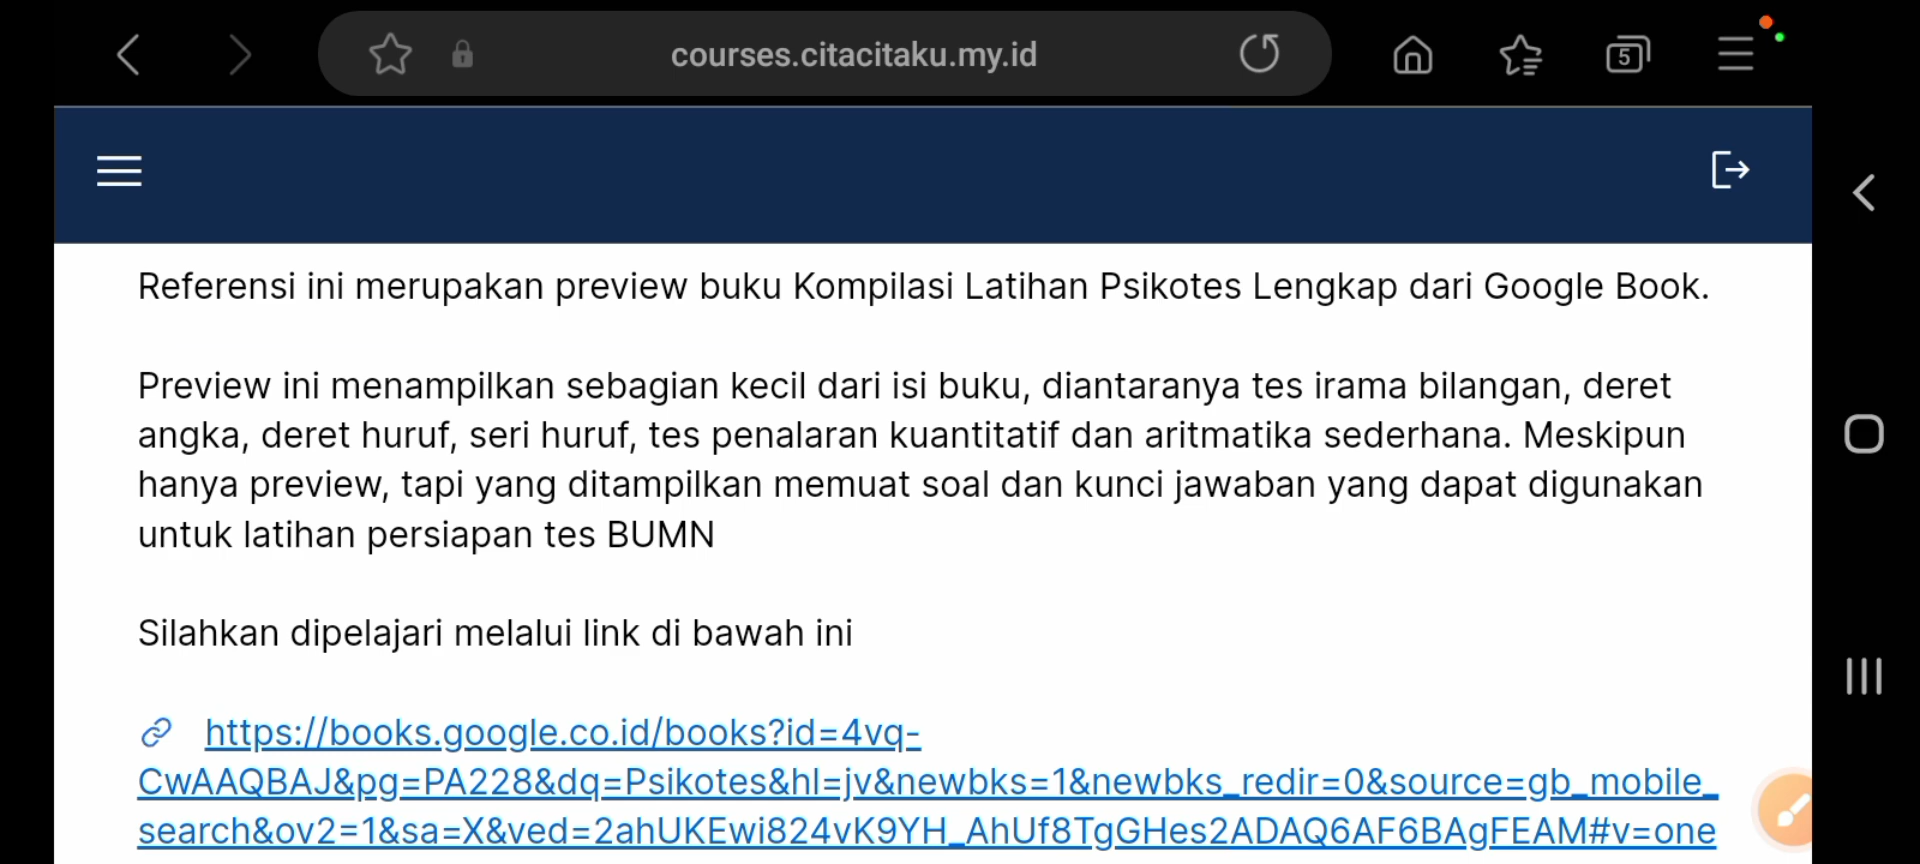 courses.citacitaku.my.id
5
Referensi ini merupakan preview buku Kompilasi Latihan Psikotes Lengkap dari Google Book.
Preview ini menampilkan sebagian kecil dari isi buku, diantaranya tes irama bilangan, deret
angka, deret huruf, seri huruf, tes penalaran kuantitatif dan aritmatika sederhana. Meskipun
hanya preview, tapi yang ditampilkan memuat soal dan kunci jawaban yang dapat digunakan
untuk latihan persiapan tes BUMN
Silahkan dipelajari melalui link di bawah ini
https://books.google.co.id/books?id=4vq-
CwAAQBAJ&pg=PA228&dq=Psikotes&hl=jv&newbks=1&newbks_redir=0&source=gb_mobile_
search&ov2=1&sa=X&ved=2ahUKEwi824vK9YH_AhUf8TgGHes2ADAQ6AF6BAgFEAM#v=one